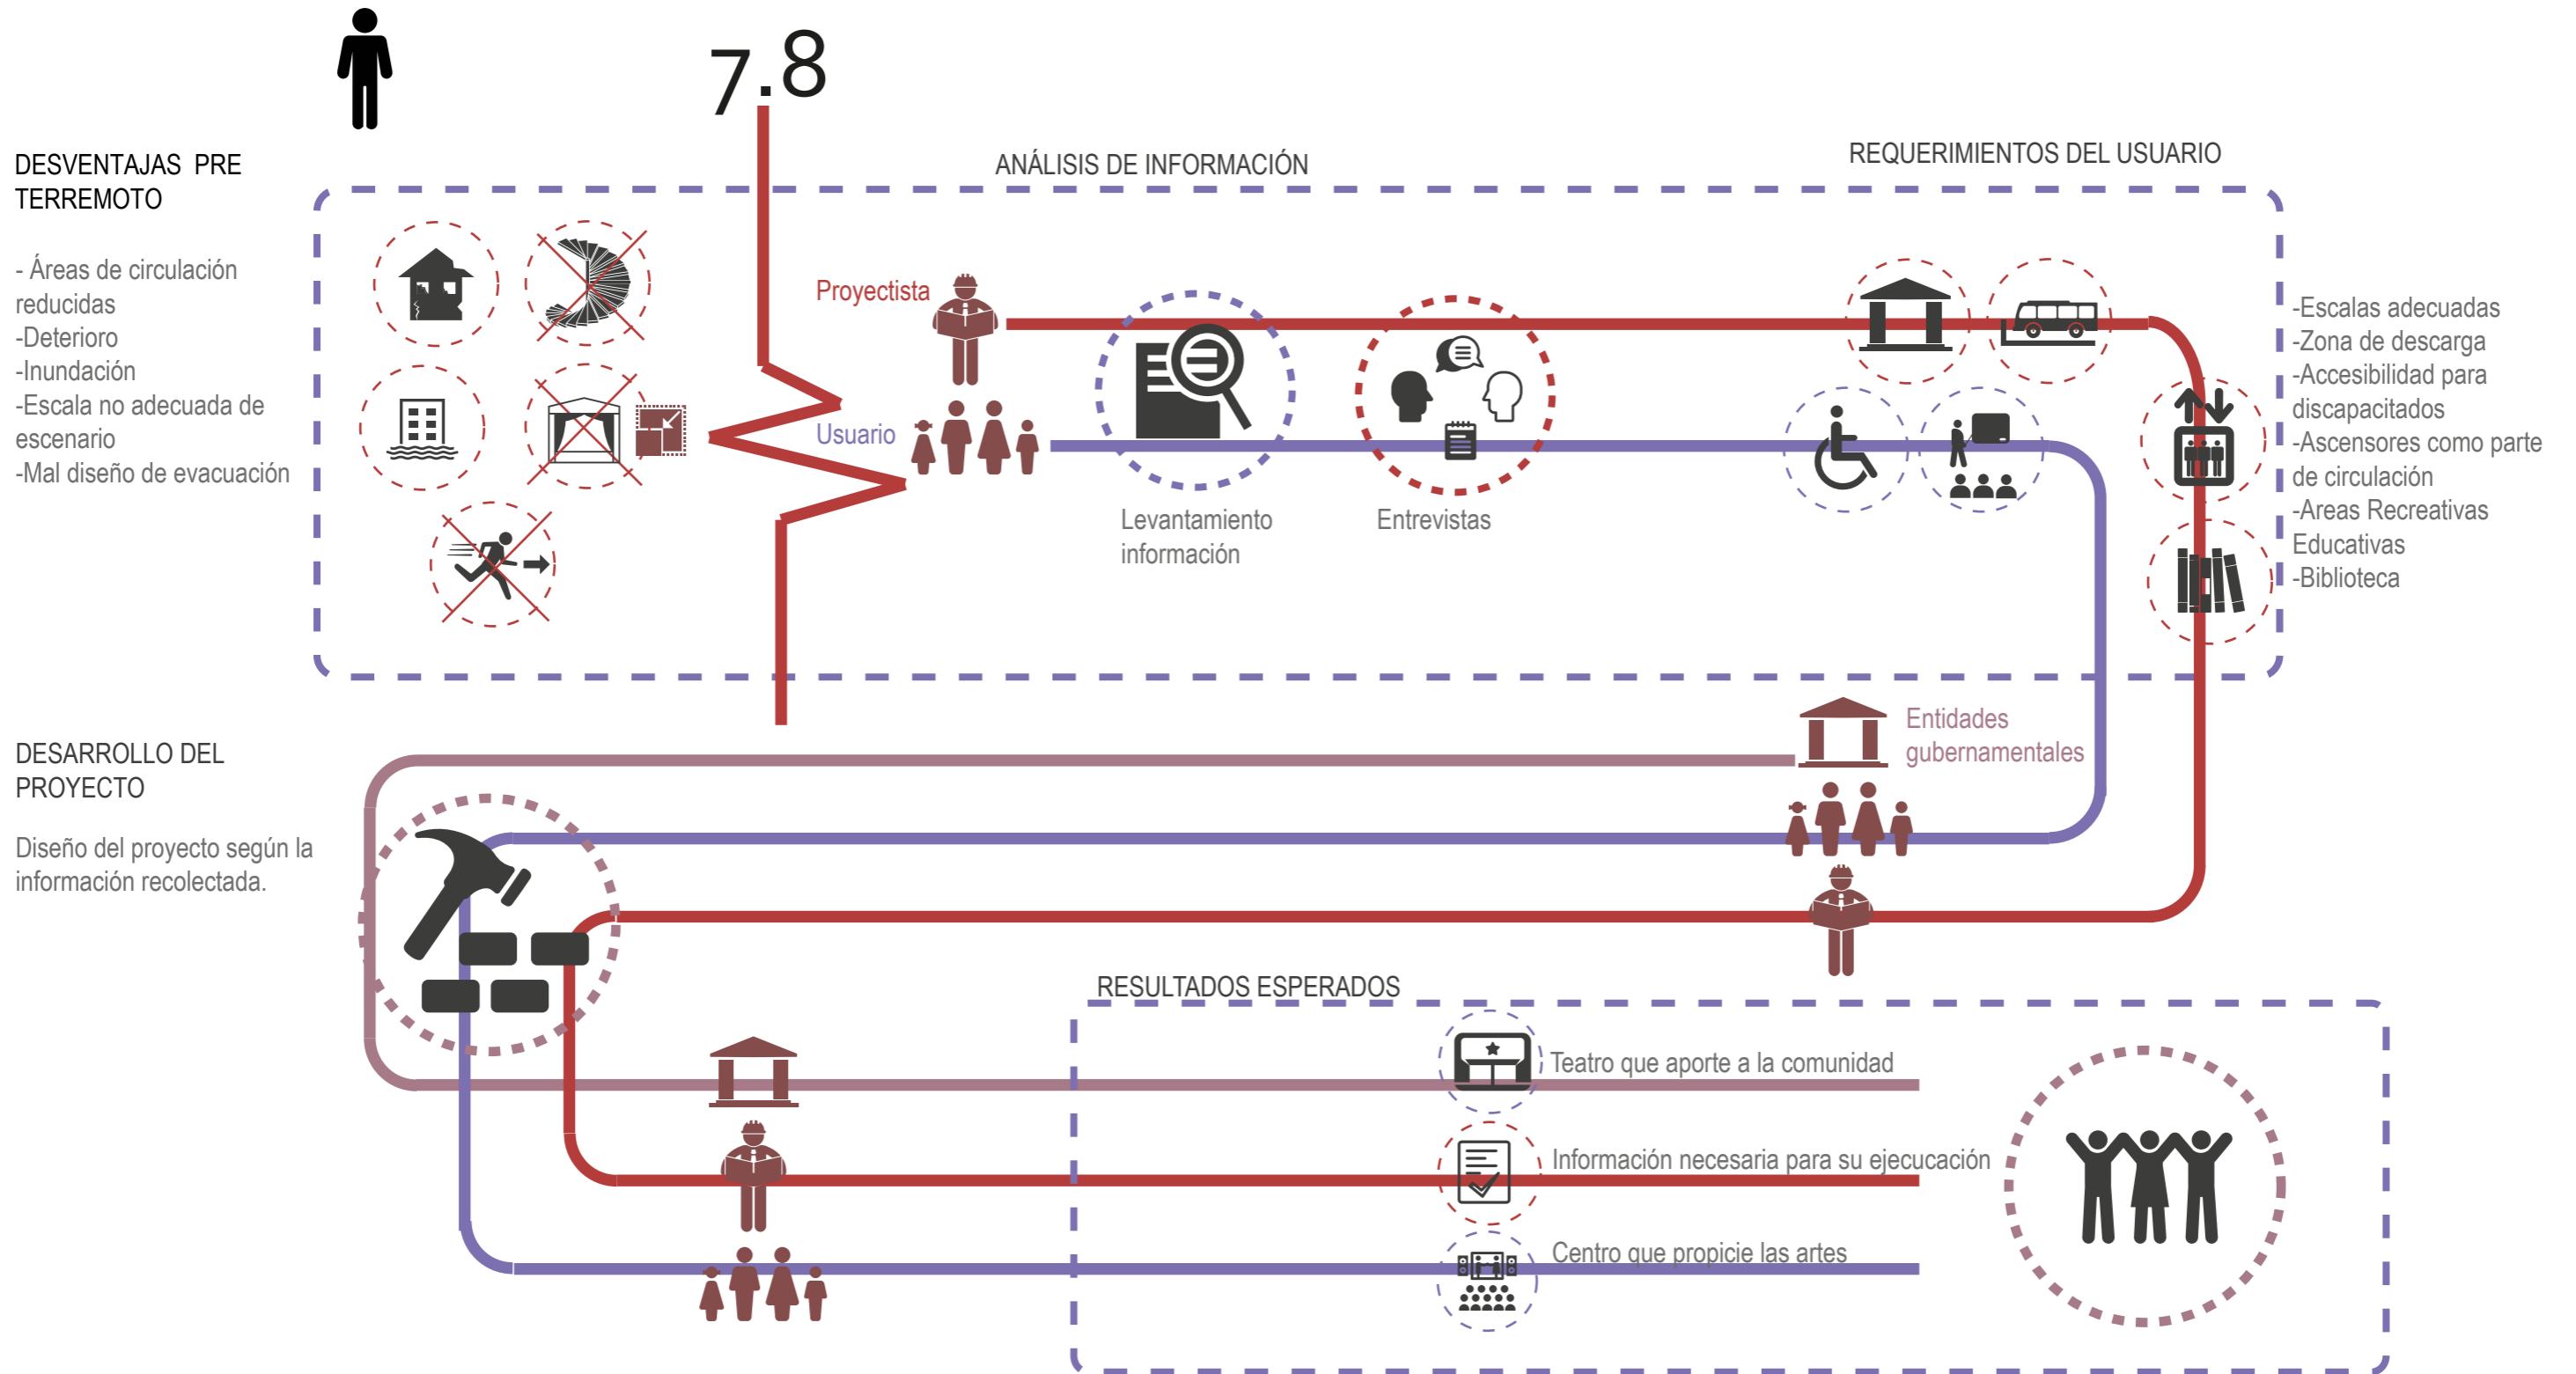 7.8
DESVENTAJAS PRE
TERREMOTO
- Áreas de circulación
reducidas
-Deterioro
-Inundación
-Escala no adecuada de
escenario
-Mal diseño de evacuación
ANÁLISIS DE INFORMACIÓN
Proyectista
Usuario
Levantamiento
información
Entrevistas
REQUERIMIENTOS DEL USUARIO
-Escalas adecuadas
-Zona de descarga
-Accesibilidad para
discapacitados
-Ascensores como parte
de circulación
-Areas Recreativas
Educativas
-Biblioteca
Entidades
gubernamentales
DESARROLLO DEL
PROYECTO
Diseño del proyecto según la
información recolectada.
RESULTADOS ESPERADOS
Teatro que aporte a la comunidad
Información necesaria para su ejecucación
Centro que propicie las artes